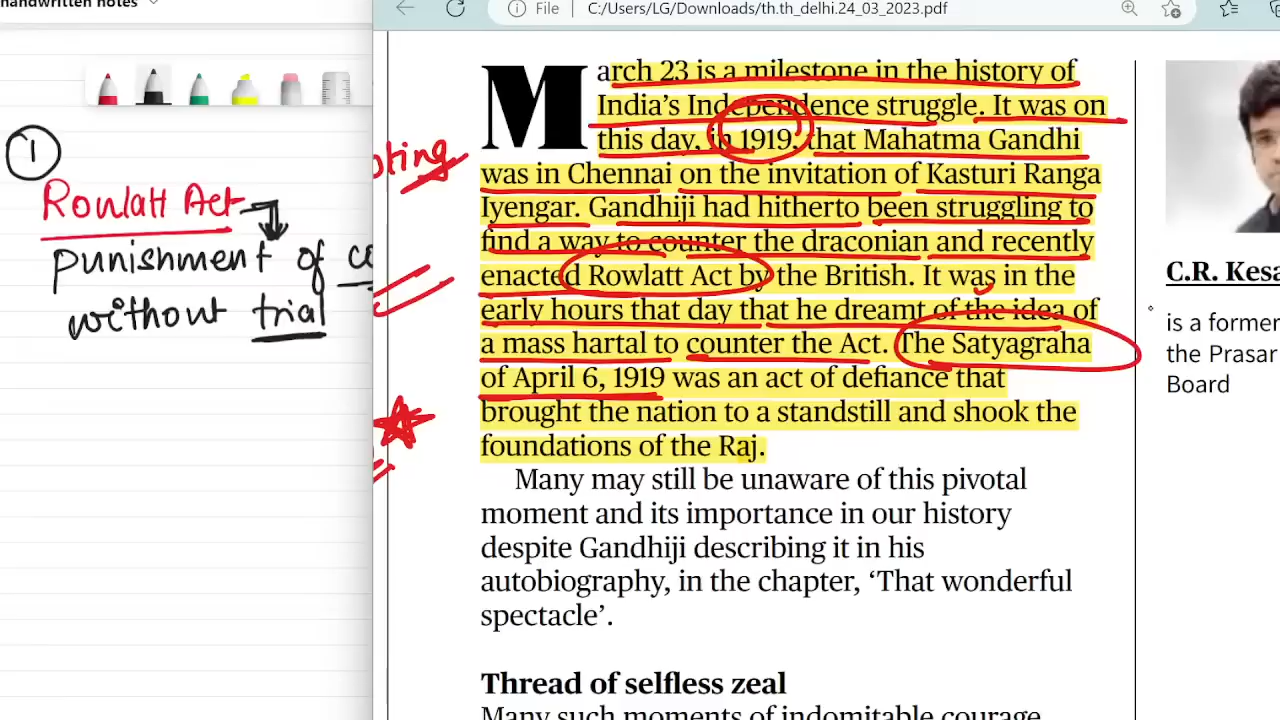 handwritten notes
File
C:/Users/LG/Downloads/th.th_delhi.24_03_2023.pdf
1
Rowlatt Act
punishment of
without trial
March 23 is a milestone in the history of
India's Independence struggle. It was on
this day, in 1919, that Mahatma Gandhi
was in Chennai on the invitation of Kasturi Ranga
Iyengar. Gandhiji had hitherto been struggling to
find a way to counter the draconian and recently
enacted Rowlatt Act by the British. It was in the
early hours that day that he dreamt of the idea of
a mass hartal to counter the Act. The Satyagraha
of April 6, 1919 was an act of defiance that
brought the nation to a standstill and shook the
foundations of the Raj.
Many may still be unaware of this pivotal
moment and its importance in our history
despite Gandhiji describing it in his
autobiography, in the chapter, 'That wonderful
spectacle'.
Thread of selfless zeal
Many such moments of indomitable courage
C.R. Kesa
is a former
the Prasar
Board